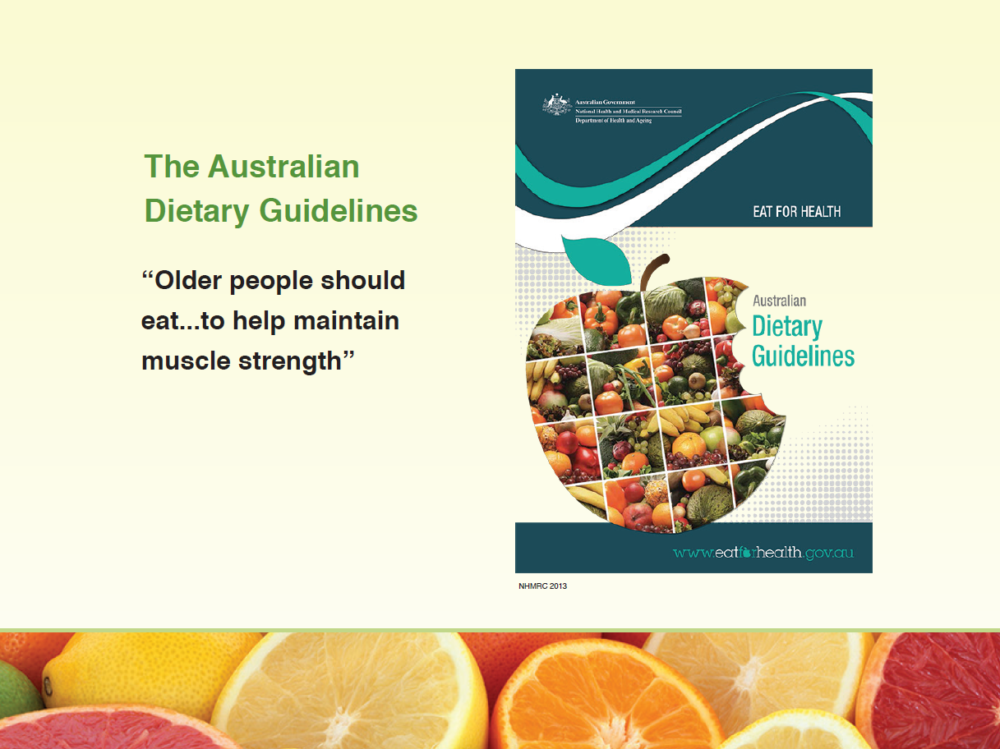 The Australian
Dietary Guidelines
“Older people should
eat...to help maintain
muscle strength”
Australian Government
National Health and Medical Research Council
Department of Health and Ageing
EAT FOR HEALTH
Australian
Dietary
Guidelines
www.eatforhealth.gov.au
NHMRC 2013